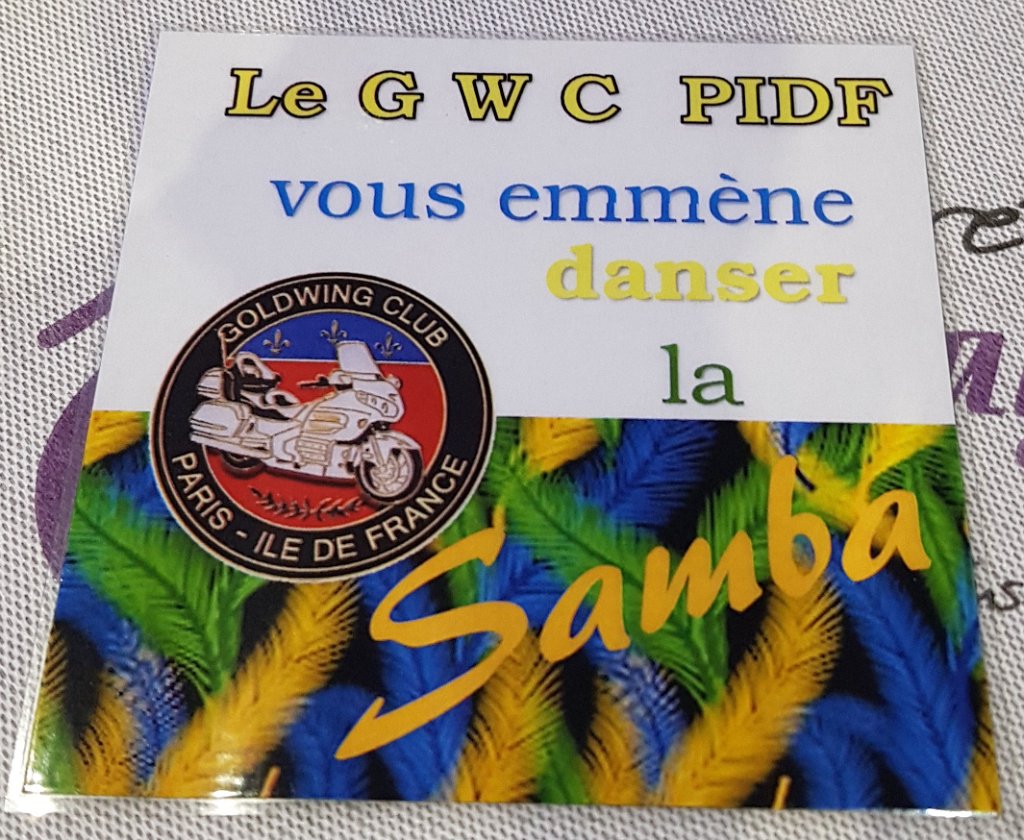 Le G W C PIDF
vous emmène
danser
la
Samba
GOLDWING CLUB
PARIS - ILE DE FRANCE